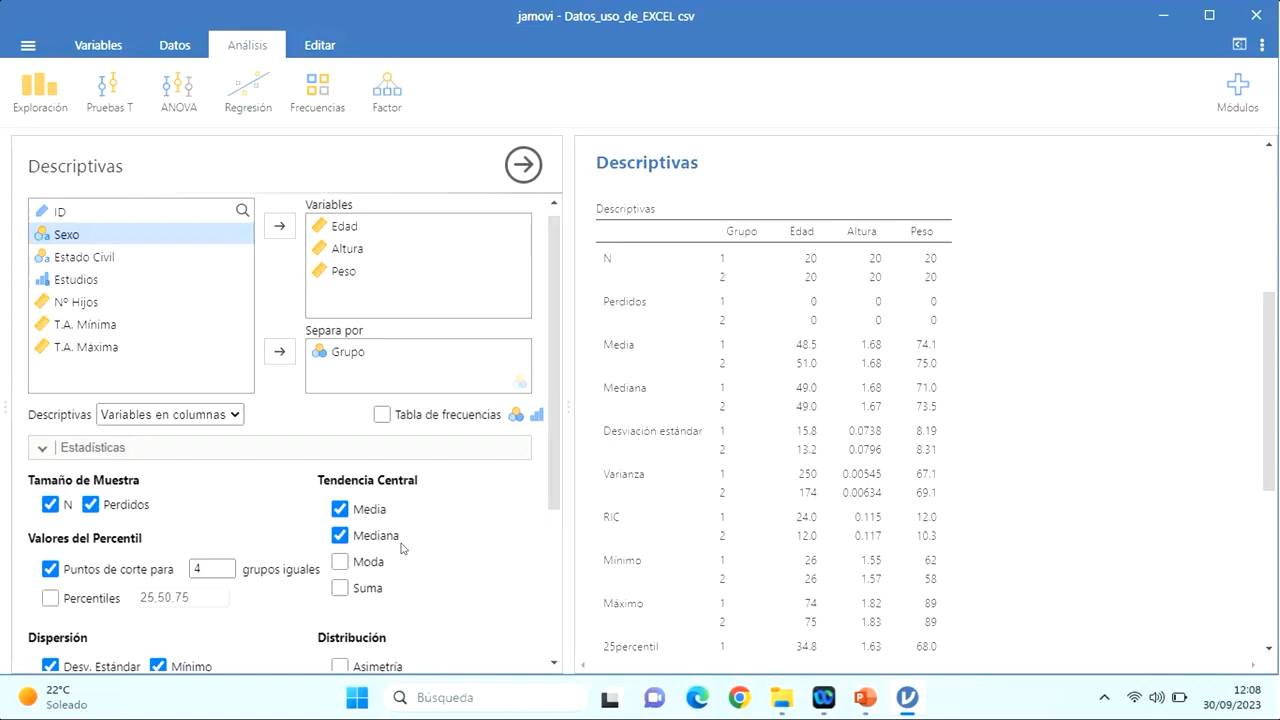 jamovi - Datos_uso_de_EXCEL csv
Variables Datos Análisis Editar
Exploración Pruebas T ANOVA Regresión Frecuencias Factor Módulos
Descriptivas
ID
Sexo
Estado Civil
Estudios
Nº Hijos
T.A. Mínima
T.A. Máxima
Variables
Edad
Altura
Peso
Separa por
Grupo
Descriptivas Variables en columnas Tabla de frecuencias
Estadísticas
Tamaño de Muestra
N Perdidos
Valores del Percentil
Puntos de corte para 4 grupos iguales
Percentiles 25,50,75
Dispersión
Desv. Estándar Mínimo
Tendencia Central
Media
Mediana
Moda
Suma
Distribución
Asimetría
Descriptivas
Descriptivas
Grupo Edad Altura Peso
N 1 20 20 20
2 20 20 20
Perdidos 1 0 0 0
2 0 0 0
Media 1 48.5 1.68 74.1
2 51.0 1.68 75.0
Mediana 1 49.0 1.68 71.0
2 49.0 1.67 73.5
Desviación estándar 1 15.8 0.0738 8.19
2 13.2 0.0796 8.31
Varianza 1 250 0.00545 67.1
2 174 0.00634 69.1
RIC 1 24.0 0.115 12.0
2 12.0 0.117 10.3
Mínimo 1 26 1.55 62
2 26 1.57 58
Máximo 1 74 1.82 89
2 75 1.83 89
25percentil 1 34.8 1.63 68.0
22°C
Soleado
Búsqueda
12:08
30/09/2023